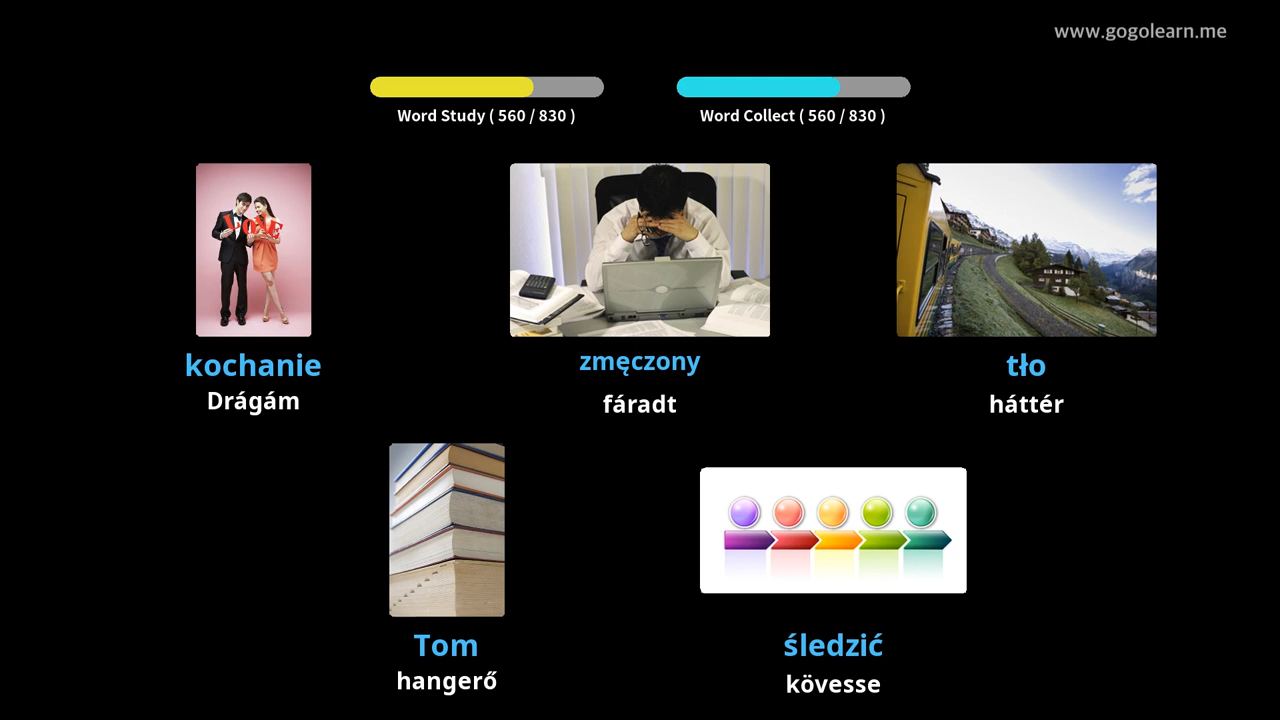 www.gogolearn.me
Word Study ( 560 / 830 )
Word Collect ( 560 / 830 )
kochanie
Drágám
zmęczony
fáradt
tło
háttér
Tom
hangerő
śledzić
kövesse